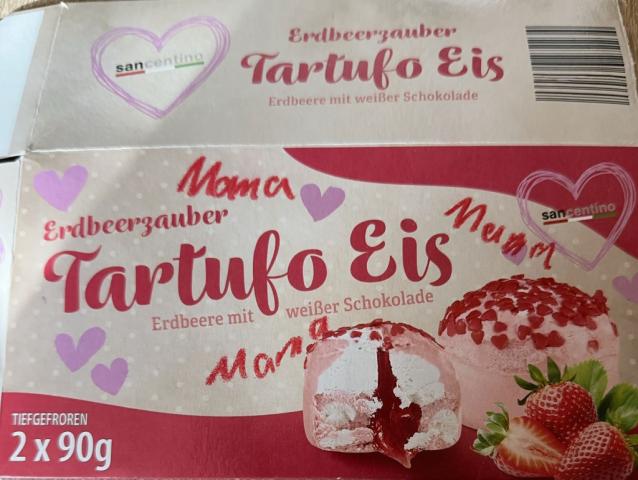 sancentino
Erdbeerzauber
Tartufo Eis
Erdbeere mit weißer Schokolade
Mama
Erdbeerzauber
Mumm
sancentino
Tartufo Eis
Erdbeere mit weißer Schokolade
Mama
TIEFGEFROREN
2 x 90g